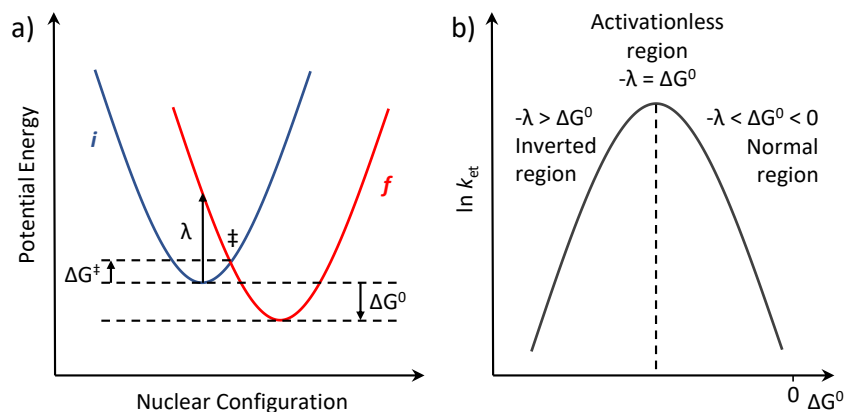 a)
Potential Energy
i
f
λ
‡
ΔG‡
ΔG⁰
Nuclear Configuration
b)
Activationless
region
-λ = ΔG⁰
-λ > ΔG⁰
Inverted
region
-λ < ΔG⁰ < 0
Normal
region
ln kₑₜ
0
ΔG⁰